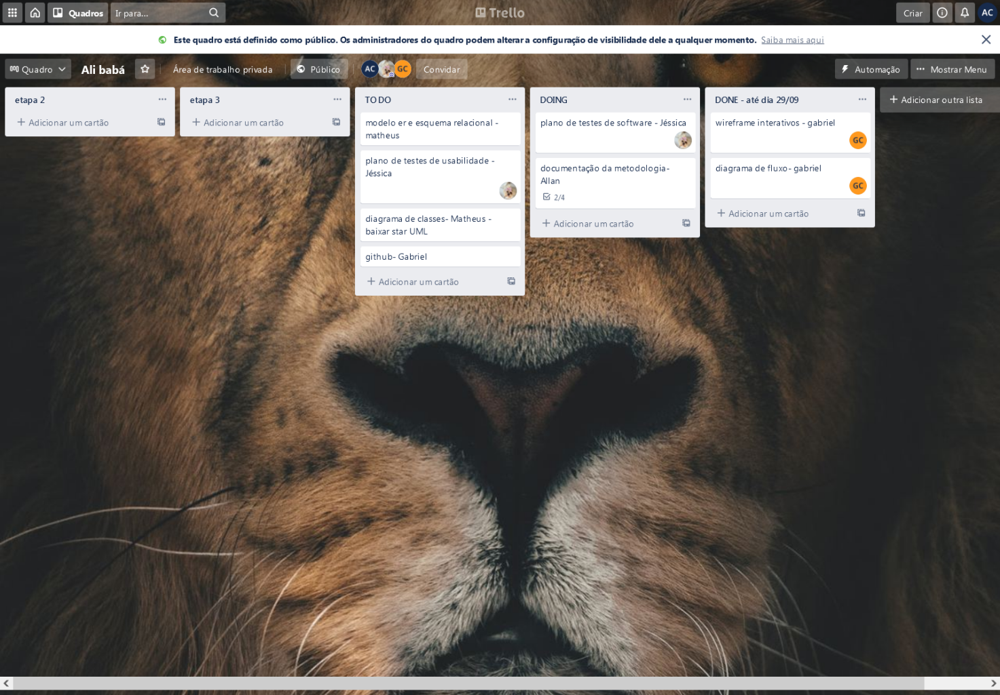 Quadros
Ir para...
Trello
Criar
AC
Este quadro está definido como público. Os administradores do quadro podem alterar a configuração de visibilidade dele a qualquer momento. Saiba mais aqui
Quadro
Ali babá
Área de trabalho privada
Público
AC
GC
Convidar
Automação
Mostrar Menu
etapa 2
Adicionar um cartão
etapa 3
Adicionar um cartão
TO DO
modelo er e esquema relacional -
matheus
plano de testes de usabilidade -
Jéssica
diagrama de classes- Matheus -
baixar star UML
github- Gabriel
Adicionar um cartão
DOING
plano de testes de software - Jéssica
documentação da metodologia-
Allan
2/4
Adicionar um cartão
DONE - até dia 29/09
wireframe interativos - gabriel
GC
diagrama de fluxo- gabriel
GC
Adicionar um cartão
Adicionar outra lista